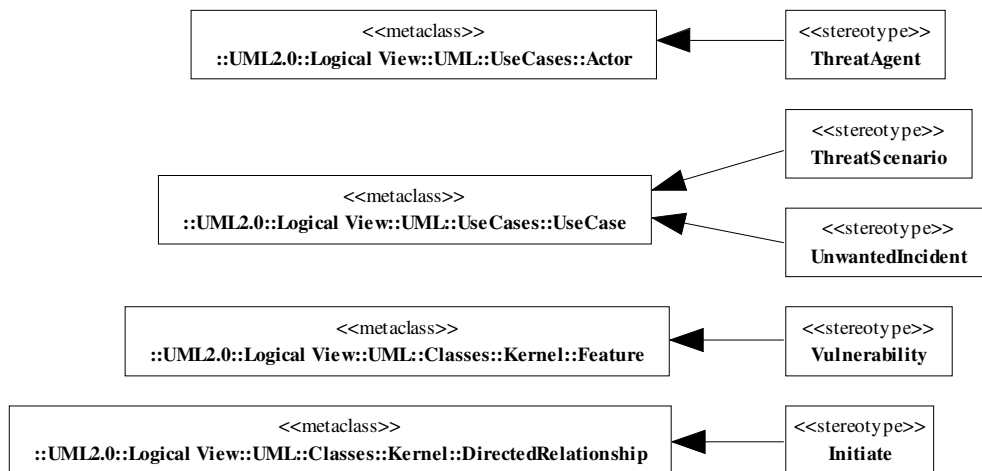 <<metaclass>>
::UML2.0::Logical View::UML::UseCases::Actor
<<stereotype>>
ThreatAgent
<<stereotype>>
ThreatScenario
<<metaclass>>
::UML2.0::Logical View::UML::UseCases::UseCase
<<stereotype>>
UnwantedIncident
<<metaclass>>
::UML2.0::Logical View::UML::Classes::Kernel::Feature
<<stereotype>>
Vulnerability
<<metaclass>>
::UML2.0::Logical View::UML::Classes::Kernel::DirectedRelationship
<<stereotype>>
Initiate